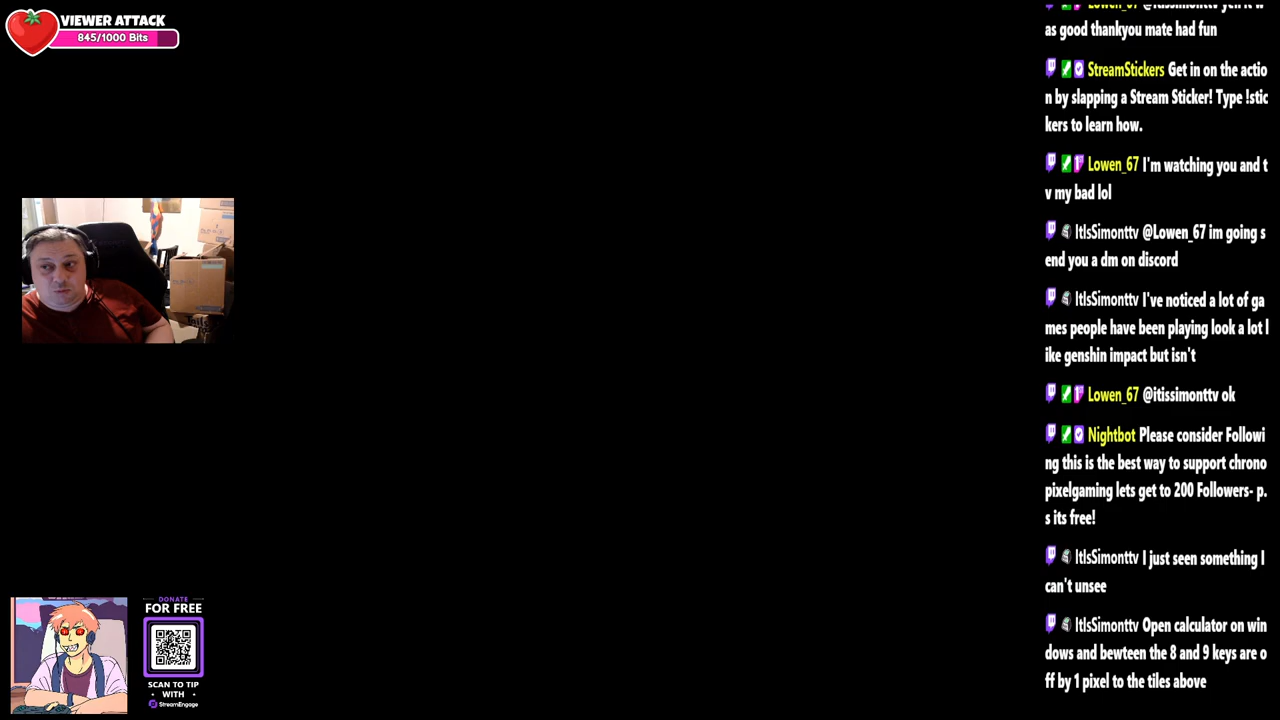 VIEWER ATTACK
845/1000 Bits
as good thankyou mate had fun
StreamStickers Get in on the actio
n by slapping a Stream Sticker! Type !stic
kers to learn how.
Lowen_67 I'm watching you and t
v my bad lol
ItIsSimonttv @Lowen_67 im going s
end you a dm on discord
ItIsSimonttv I've noticed a lot of ga
mes people have been playing look a lot l
ike genshin impact but isn't
Lowen_67 @itissimonttv ok
Nightbot Please consider Followi
ng this is the best way to support chrono
pixelgaming lets get to 200 Followers- p.
s its free!
ItIsSimonttv I just seen something I
can't unsee
ItIsSimonttv Open calculator on win
dows and bewteen the 8 and 9 keys are o
ff by 1 pixel to the tiles above
DONATE
FOR FREE
SCAN TO TIP
WITH
StreamEngage